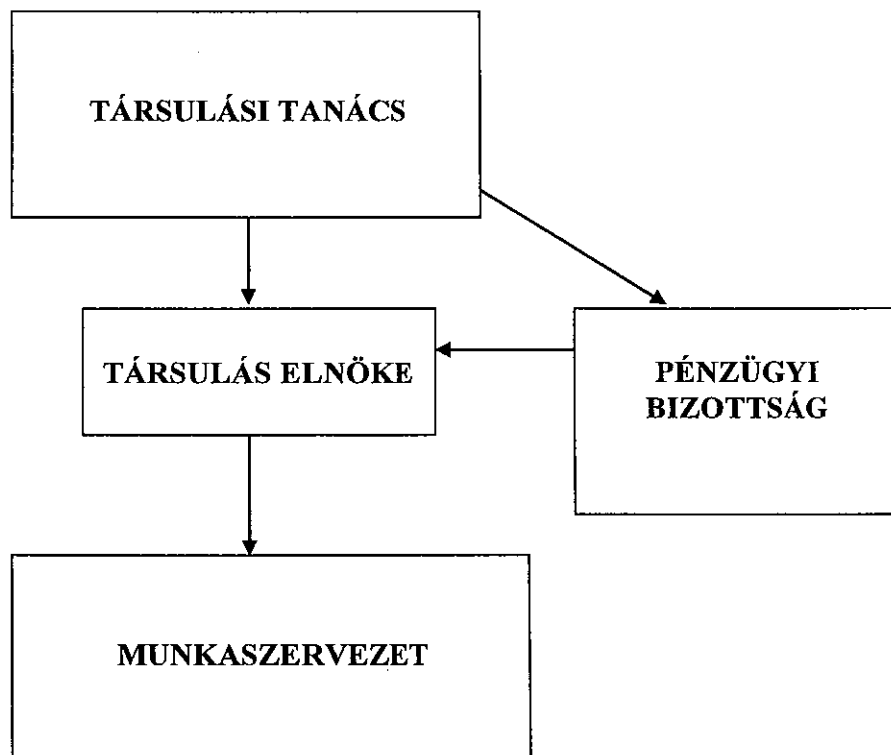 TÁRSULÁSI TANÁCS
TÁRSULÁS ELNÖKE
PÉNZÜGYI
BIZOTTSÁG
MUNKASZERVEZET